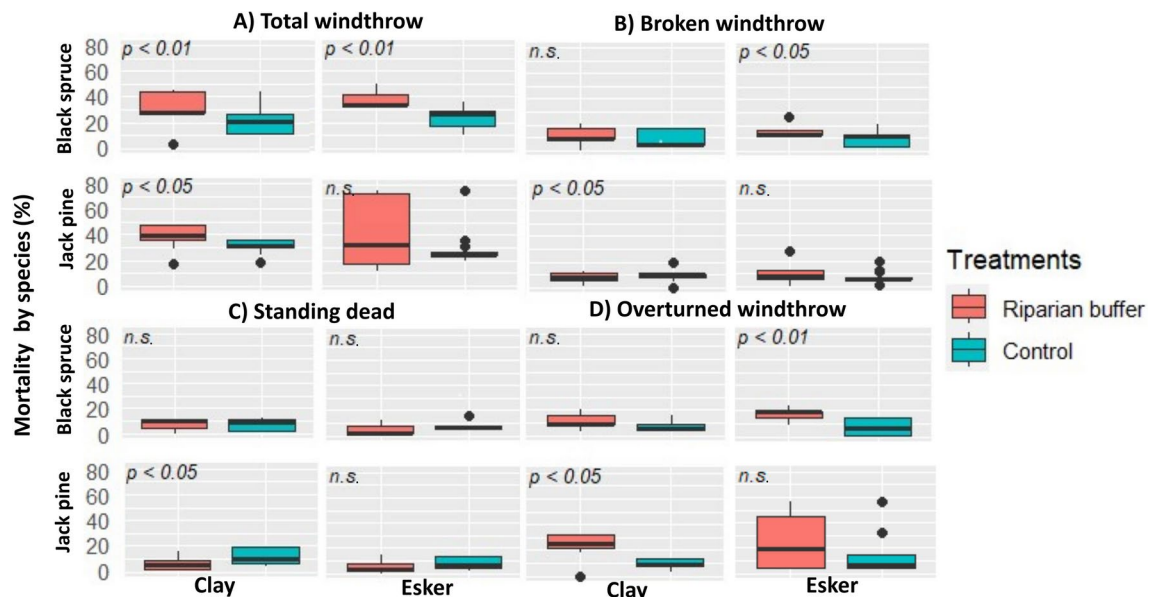 A) Total windthrow
B) Broken windthrow
Mortality by species (%)
Black spruce
80
60
40
20
0
p < 0.01
p < 0.01
n.s.
p < 0.05
Jack pine
80
60
40
20
0
p < 0.05
n.s.
p < 0.05
n.s.
C) Standing dead
D) Overturned windthrow
Black spruce
80
60
40
20
0
n.s.
n.s.
n.s.
p < 0.01
Jack pine
80
60
40
20
0
p < 0.05
n.s.
p < 0.05
n.s.
Clay
Esker
Clay
Esker
Treatments
Riparian buffer
Control